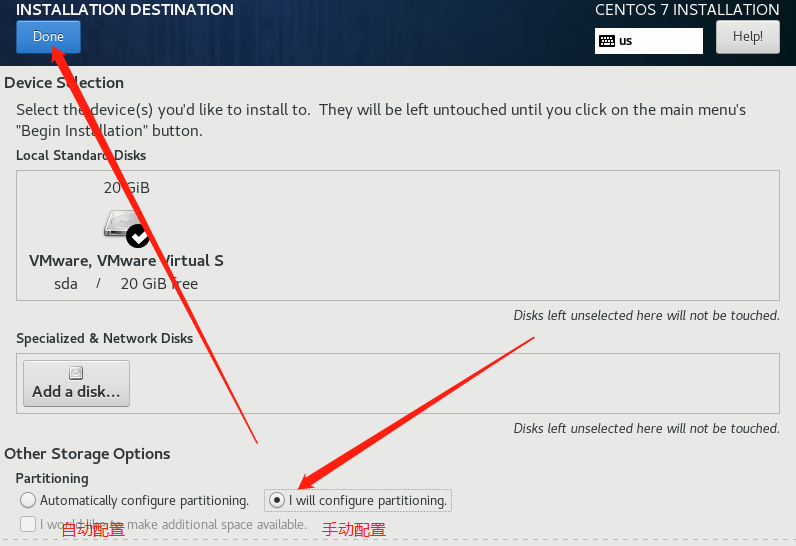 INSTALLATION DESTINATION
CENTOS 7 INSTALLATION
Done
us
Help!
Device Selection
Select the device(s) you'd like to install to. They will be left untouched until you click on the main menu's
"Begin Installation" button.
Local Standard Disks
20 GiB
VMware, VMware Virtual S
sda / 20 GiB free
Disks left unselected here will not be touched.
Specialized & Network Disks
Add a disk...
Disks left unselected here will not be touched.
Other Storage Options
Partitioning
Automatically configure partitioning.
I will configure partitioning.
I would like to make additional space available.
自动配置
手动配置